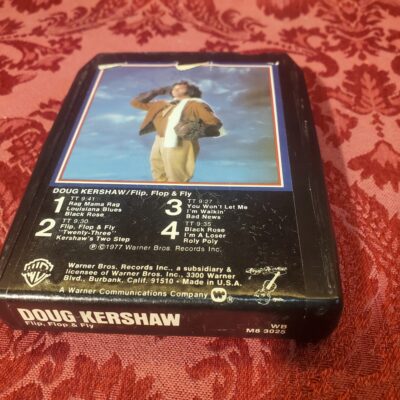 DOUG KERSHAW/Flip, Flop & Fly
1 TT 9:41
Rag Mama Rag
Louisiana Blues
Black Rose
2 TT 9:30
Flip, Flop & Fly
"Twenty-Three"
Kershaw's Two Step
3 TT 9:27
You Won't Let Me
I'm Walkin'
Bad News
4 TT 9:35
Black Rose
I'm A Loser
Roly Poly
℗©1977 Warner Bros. Records Inc.
Warner Bros. Records Inc., a subsidiary &
licensee of Warner Bros. Inc., 3300 Warner
Blvd., Burbank, Calif. 91510 • Made in U.S.A.
A Warner Communications Company
DOUG KERSHAW
Flip, Flop & Fly
WB
M8 3025